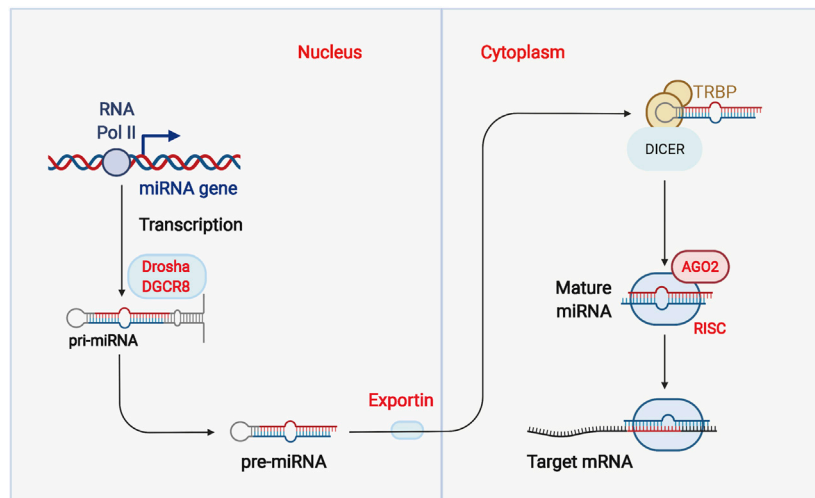 Nucleus
Cytoplasm
RNA
Pol II
miRNA gene
Transcription
Drosha
DGCR8
pri-miRNA
pre-miRNA
Exportin
TRBP
DICER
AGO2
Mature
miRNA
RISC
Target mRNA